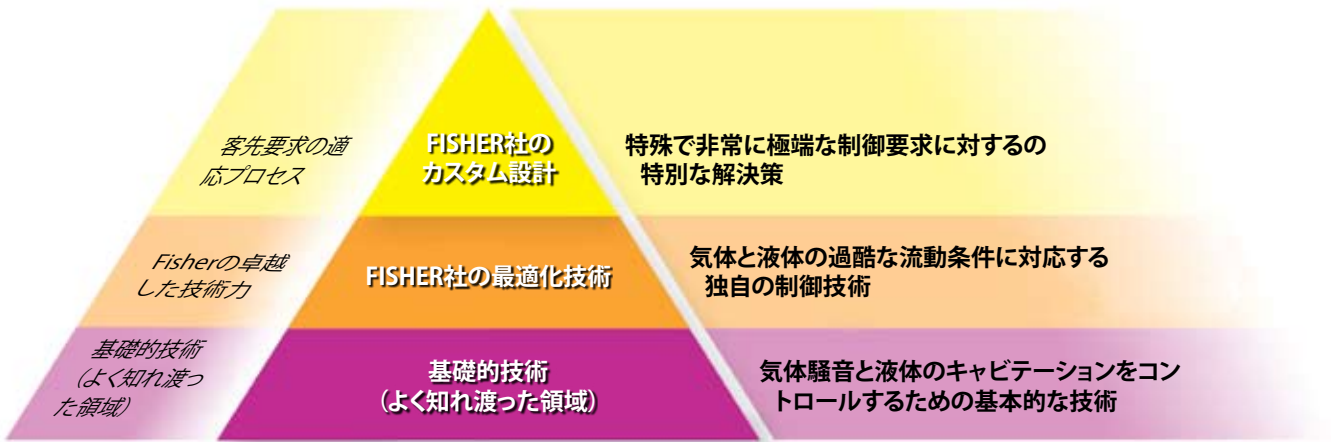 客先要求の適
応プロセス
FISHER社の
カスタム設計
特殊で非常に極端な制御要求に対するの
特別な解決策
Fisherの卓越
した技術力
FISHER社の最適化技術
気体と液体の過酷な流動条件に対応する
独自の制御技術
基礎的技術
（よく知れ渡っ
た領域）
基礎的技術
（よく知れ渡った領域）
気体騒音と液体のキャビテーションをコン
トロールするための基本的な技術